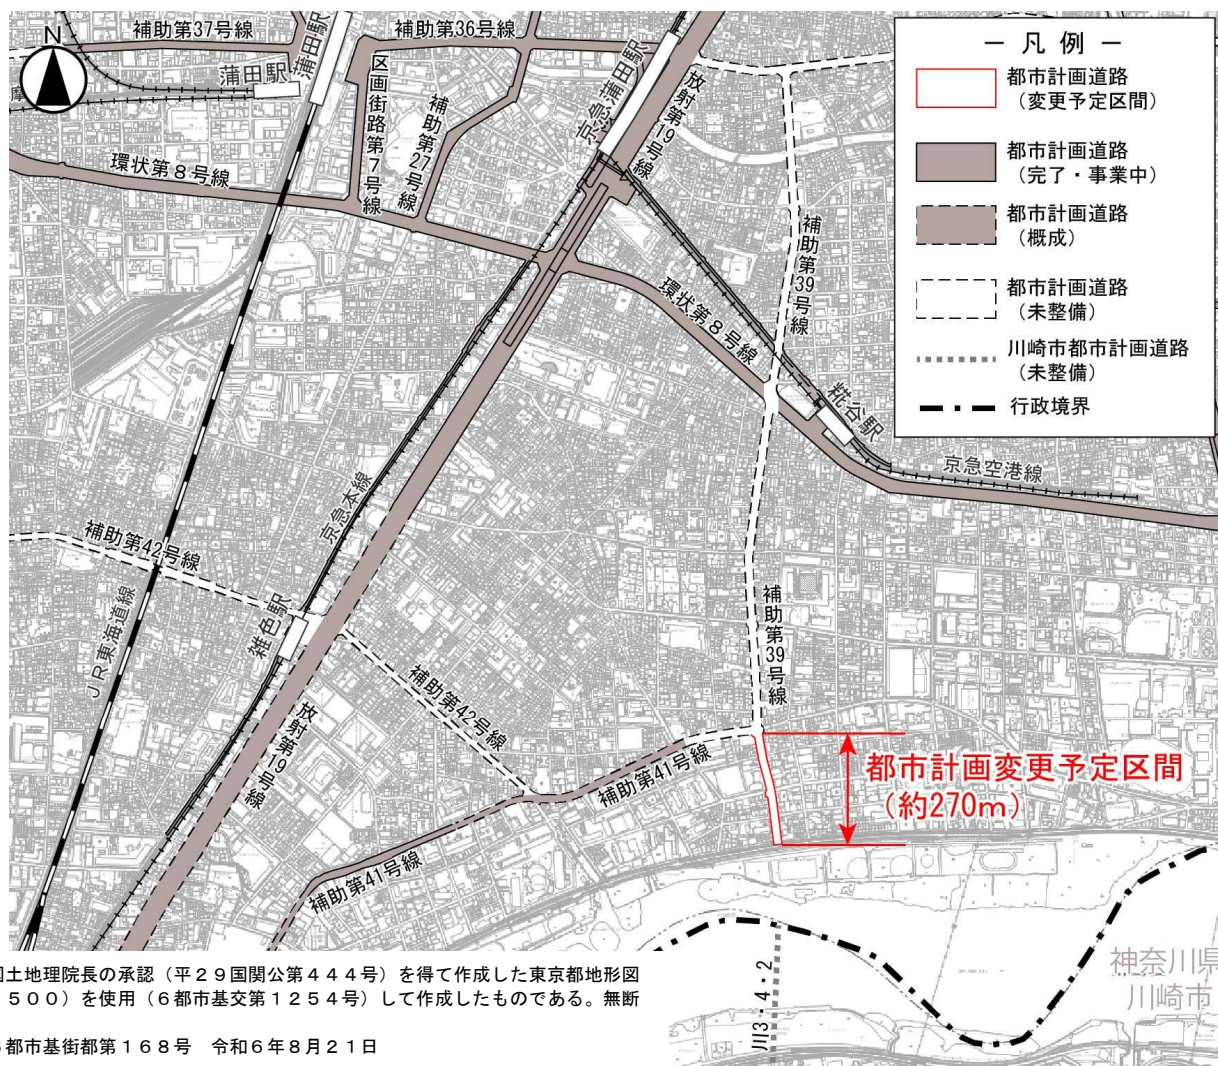 N
補助第37号線
補助第36号線
蒲田駅
蒲田駅
京急蒲田駅
区画街路第7号線
補助第27号線
放射第19号線
環状第8号線
補助第39号線
環状第8号線
糀谷駅
京急空港線
京急本線
補助第42号線
JR東海道線
雑色駅
補助第42号線
補助第39号線
放射第19号線
補助第41号線
補助第41号線
都市計画変更予定区間
(約270m)
川3・4・2
神奈川県
川崎市
－ 凡 例 －
都市計画道路
(変更予定区間)
都市計画道路
(完了・事業中)
都市計画道路
(概成)
都市計画道路
(未整備)
川崎市都市計画道路
(未整備)
行政境界
国土地理院長の承認（平２９国関公第４４４号）を得て作成した東京都地形図
５００）を使用（６都市基交第１２５４号）して作成したものである。無断
都市基街都第１６８号　令和６年８月２１日